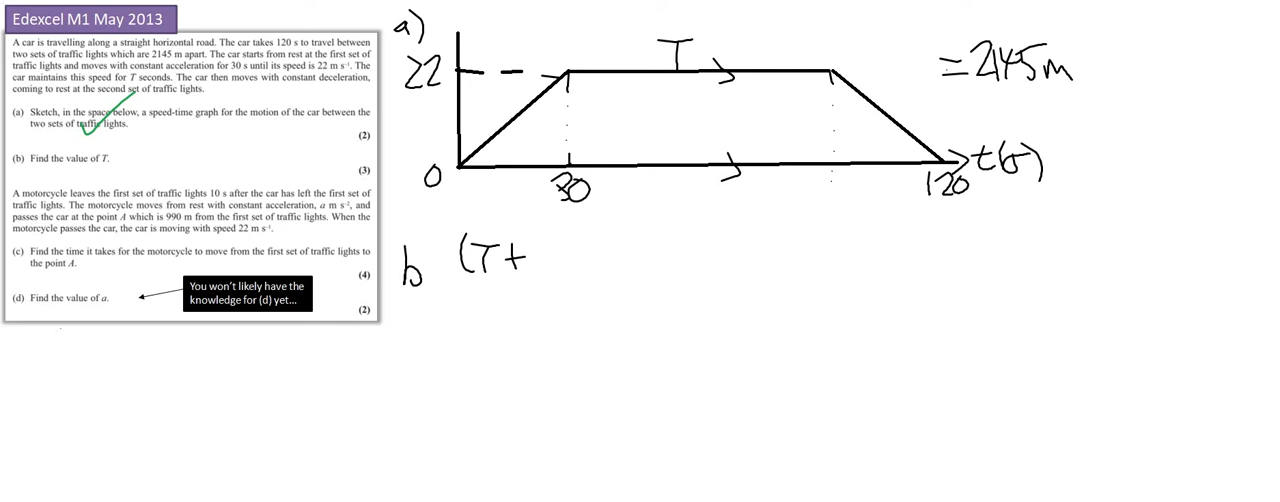 Edexcel M1 May 2013
A car is travelling along a straight horizontal road. The car takes 120 s to travel between
two sets of traffic lights which are 2145 m apart. The car starts from rest at the first set of
traffic lights and moves with constant acceleration for 30 s until its speed is 22 m s⁻¹. The
car maintains this speed for T seconds. The car then moves with constant deceleration,
coming to rest at the second set of traffic lights.
(a) Sketch, in the space below, a speed-time graph for the motion of the car between the
two sets of traffic lights.
(2)
(b) Find the value of T.
(3)
A motorcycle leaves the first set of traffic lights 10 s after the car has left the first set of
traffic lights. The motorcycle moves from rest with constant acceleration, a m s⁻², and
passes the car at the point A which is 990 m from the first set of traffic lights. When the
motorcycle passes the car, the car is moving with speed 22 m s⁻¹.
(c) Find the time it takes for the motorcycle to move from the first set of traffic lights to
the point A.
(4)
(d) Find the value of a.
You won't likely have the
knowledge for (d) yet...
(2)
a)
T
22
= 2145m
0
30
120
t(s)
b (T +